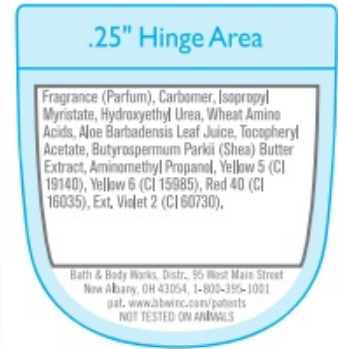 .25" Hinge Area
Fragrance (Parfum), Carbomer, Isopropyl
Myristate, Hydroxyethyl Urea, Wheat Amino
Acids, Aloe Barbadensis Leaf Juice, Tocopheryl
Acetate, Butyrospermum Parkii (Shea) Butter
Extract, Aminomethyl Propanol, Yellow 5 (CI
19140), Yellow 6 (CI 15985), Red 40 (CI
16035), Ext. Violet 2 (CI 60730).
Bath & Body Works, Distr., 95 West Main Street
New Albany, OH 43054, 1-800-395-1001
pat. www.bbwinc.com/patents
NOT TESTED ON ANIMALS